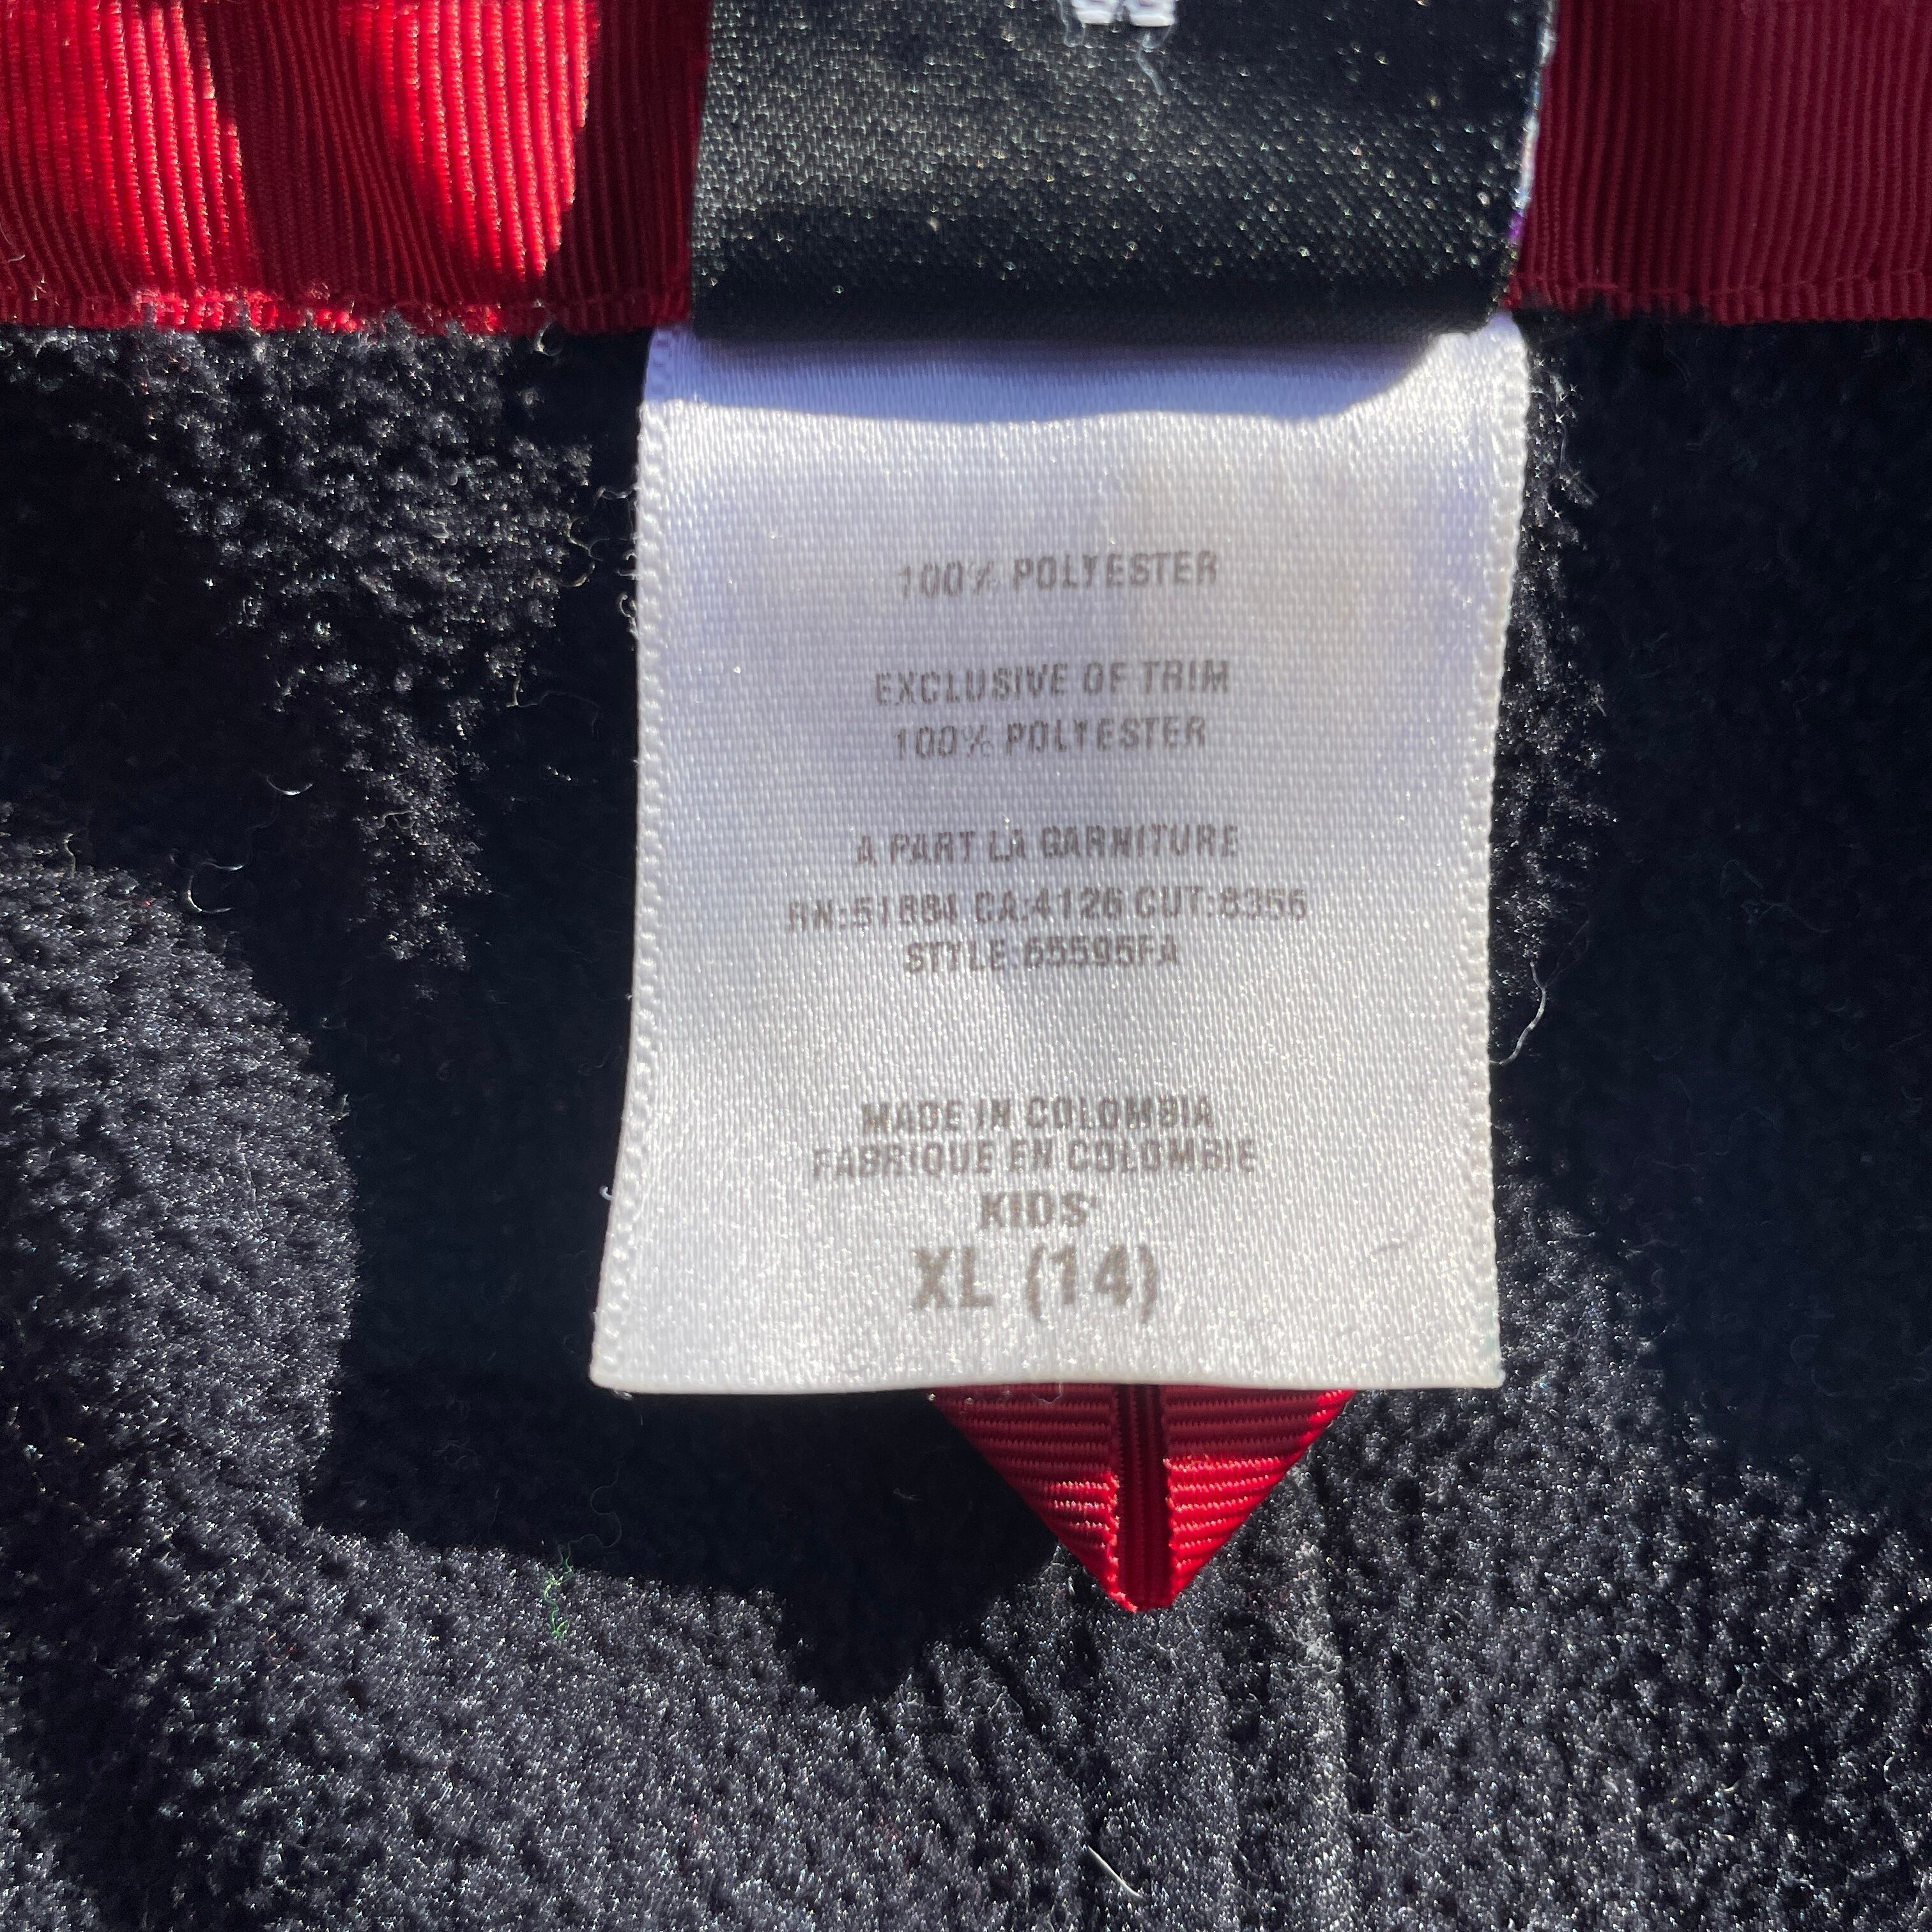 100% POLYESTER
EXCLUSIVE OF TRIM
100% POLYESTER
A PART LA GARNITURE
RN:51884 CA:4126 CUT:8356
STYLE:65595FA
MADE IN COLOMBIA
FABRIQUE EN COLOMBIE
KIDS
XL (14)